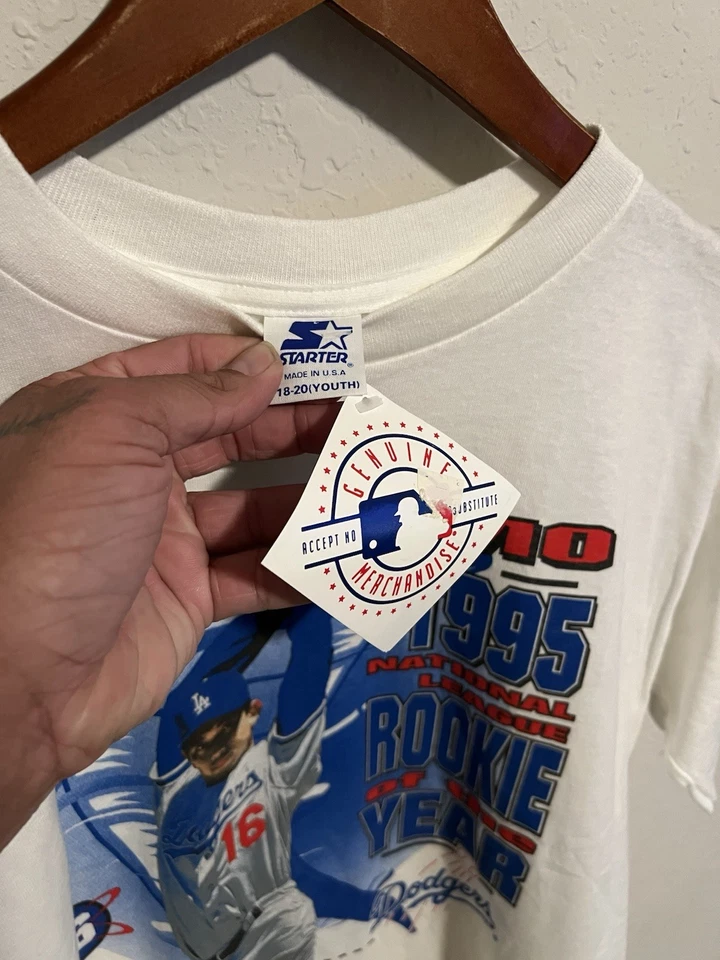 STARTER
MADE IN U.S.A
18-20(YOUTH)
GENUINE
ACCEPT NO
MERCHANDISE
1995
NATIONAL
LEAGUE
ROOKIE
OF THE
YEAR
Dodgers
LA
Dodgers
16